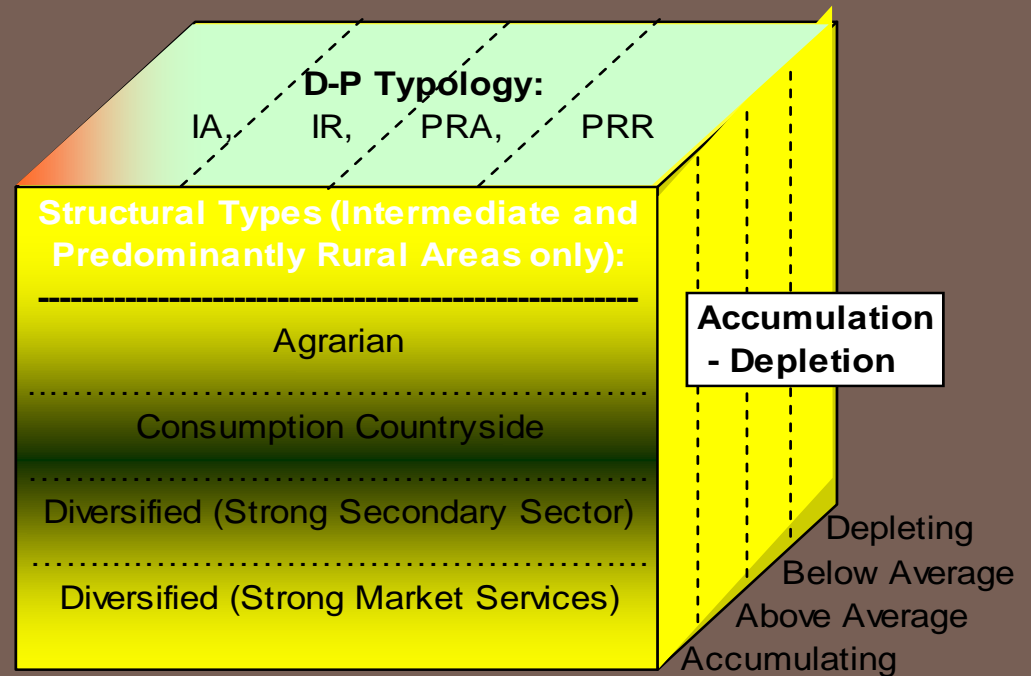 D-P Typology:
IA, IR, PRA, PRR
Structural Types (Intermediate and
Predominantly Rural Areas only):
Agrarian
Consumption Countryside
Diversified (Strong Secondary Sector)
Diversified (Strong Market Services)
Accumulation
- Depletion
Depleting
Below Average
Above Average
Accumulating